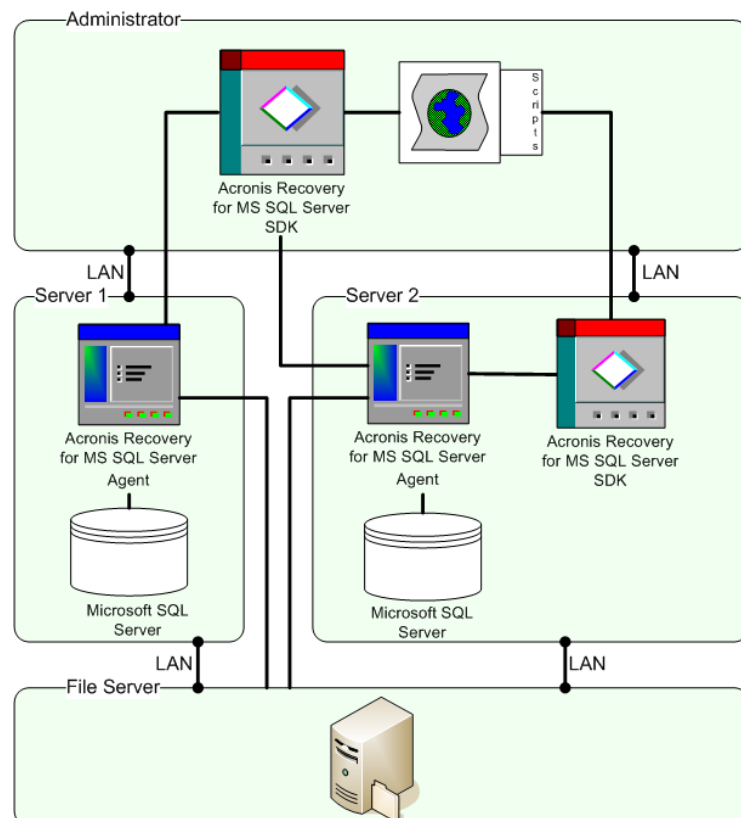 Administrator
Scripts
Acronis Recovery
for MS SQL Server
SDK
LAN
LAN
Server 1
Server 2
Acronis Recovery
for MS SQL Server
Agent
Acronis Recovery
for MS SQL Server
Agent
Acronis Recovery
for MS SQL Server
SDK
Microsoft SQL
Server
Microsoft SQL
Server
LAN
LAN
File Server